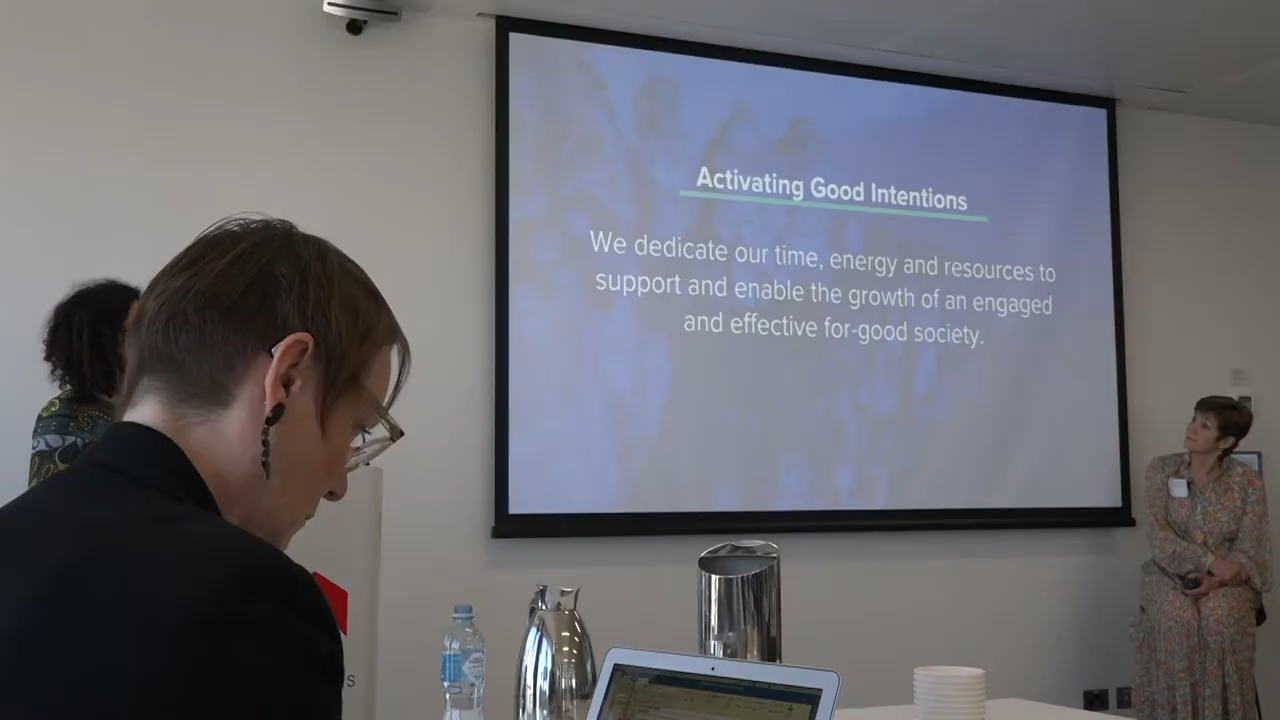 Activating Good Intentions
We dedicate our time, energy and resources to
support and enable the growth of an engaged
and effective for-good society.